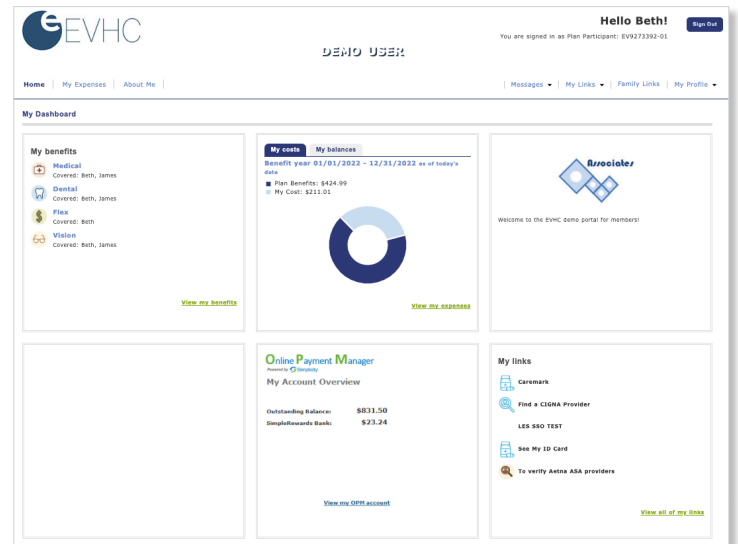 eEVHC
DEMO USER
Hello Beth!
Sign Out
You are signed in as Plan Participant: EV9273392-01
Home
My Expenses
About Me
Messages
My Links
Family Links
My Profile
My Dashboard
My benefits
Medical
Covered: Beth, James
Dental
Covered: Beth, James
Flex
Covered: Beth
Vision
Covered: Beth, James
View my benefits
My costs
My balances
Benefit year 01/01/2022 - 12/31/2022 as of today's
date
Plan Benefits: $424.99
My Cost: $211.01
View my expenses
Associates
Welcome to the EVHC demo portal for members!
Online Payment Manager
Powered by Simplicity
My Account Overview
Outstanding Balance: $831.50
SimpleRewards Bank: $23.24
View my OPM account
My links
Caremark
Find a CIGNA Provider
LES SSO TEST
See My ID Card
To verify Aetna ASA providers
View all of my links